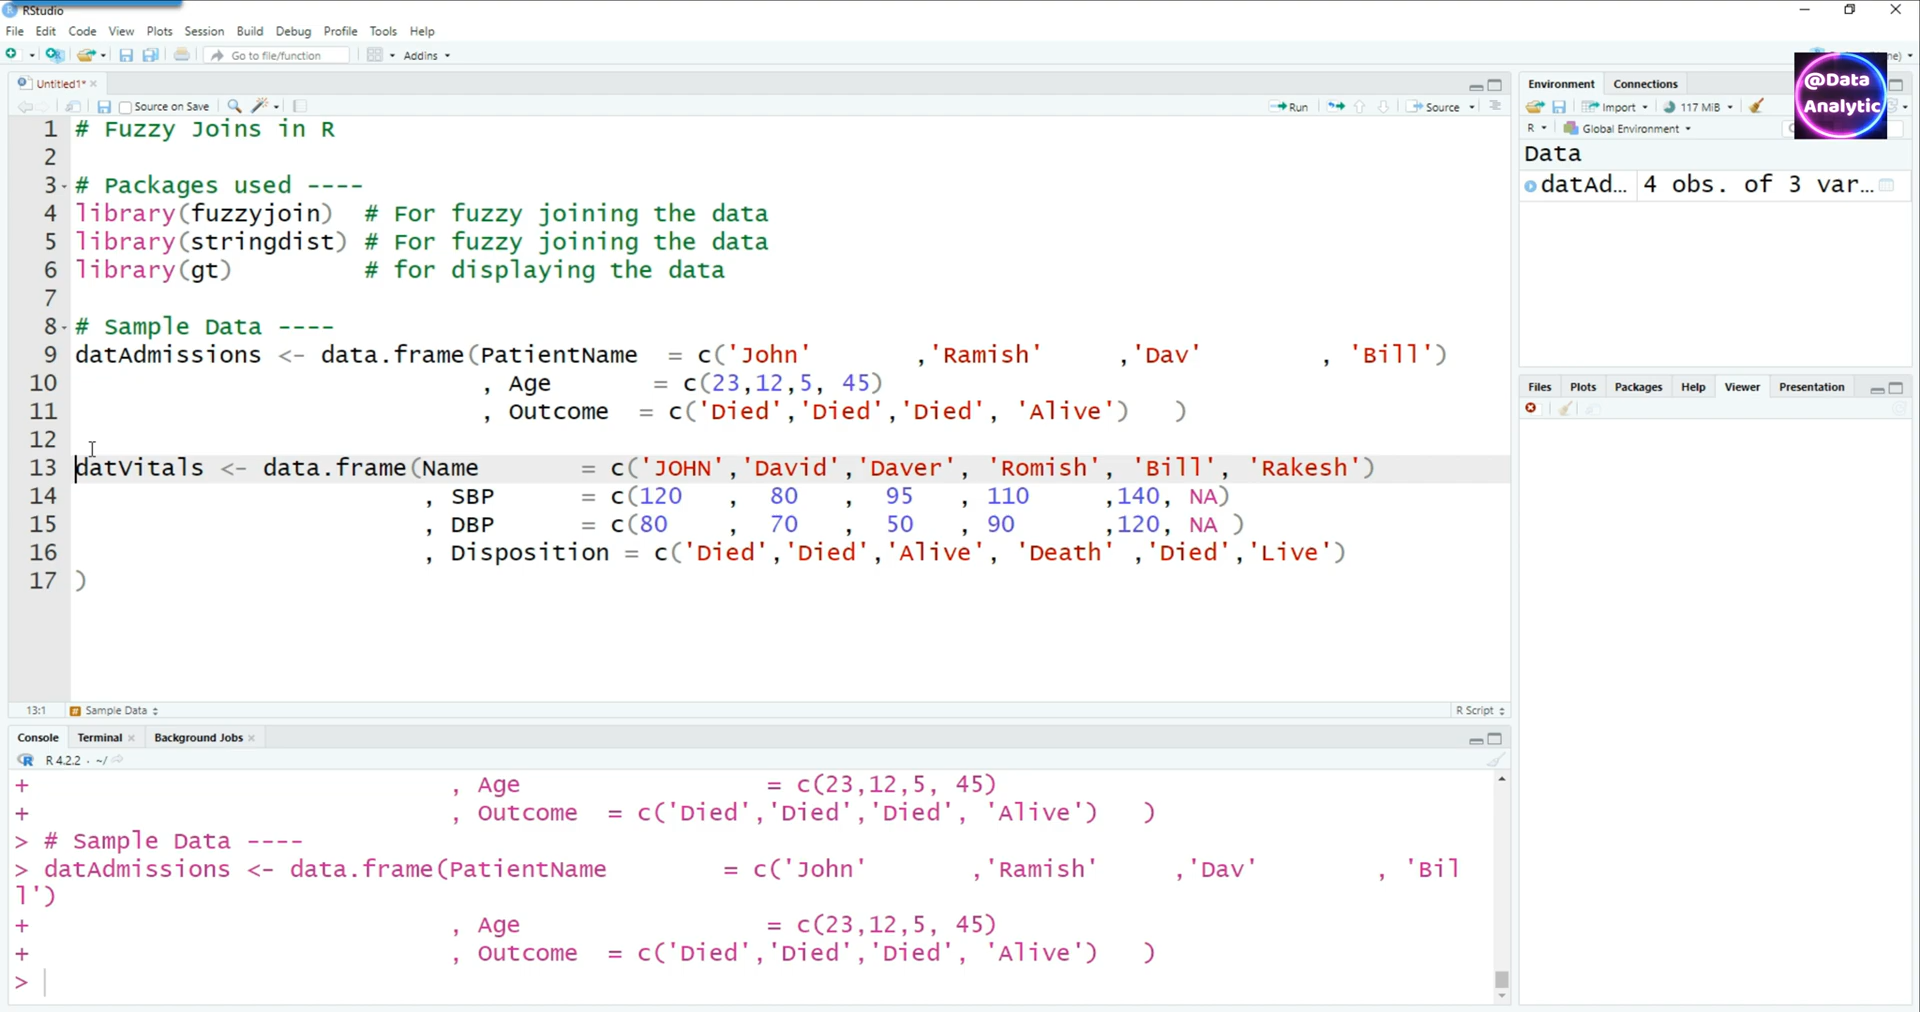 RStudio
File Edit Code View Plots Session Build Debug Profile Tools Help
Go to file/function Addins
Untitled1*
Source on Save Run Source
1 # Fuzzy Joins in R
2
3 # Packages used ----
4 library(fuzzyjoin) # For fuzzy joining the data
5 library(stringdist) # For fuzzy joining the data
6 library(gt) # for displaying the data
7
8 # Sample Data ----
9 datAdmissions <- data.frame(PatientName = c('John' ,'Ramish' ,'Dav' , 'Bill')
10 , Age = c(23,12,5, 45)
11 , Outcome = c('Died','Died','Died', 'Alive') )
12
13 datVitals <- data.frame(Name = c('JOHN','David','Daver', 'Romish', 'Bill', 'Rakesh')
14 , SBP = c(120 , 80 , 95 , 110 ,140, NA)
15 , DBP = c(80 , 70 , 50 , 90 ,120, NA )
16 , Disposition = c('Died','Died','Alive', 'Death' ,'Died','Live')
17 )
13:1 Sample Data R Script
Console Terminal Background Jobs
R 4.2.2 · ~/
+ , Age = c(23,12,5, 45)
+ , Outcome = c('Died','Died','Died', 'Alive') )
> # Sample Data ----
> datAdmissions <- data.frame(PatientName = c('John' ,'Ramish' ,'Dav' , 'Bil
l')
+ , Age = c(23,12,5, 45)
+ , Outcome = c('Died','Died','Died', 'Alive') )
>
Environment Connections
Import 117 MiB
R Global Environment
Data
datAd… 4 obs. of 3 var…
Files Plots Packages Help Viewer Presentation
@Data
Analytic